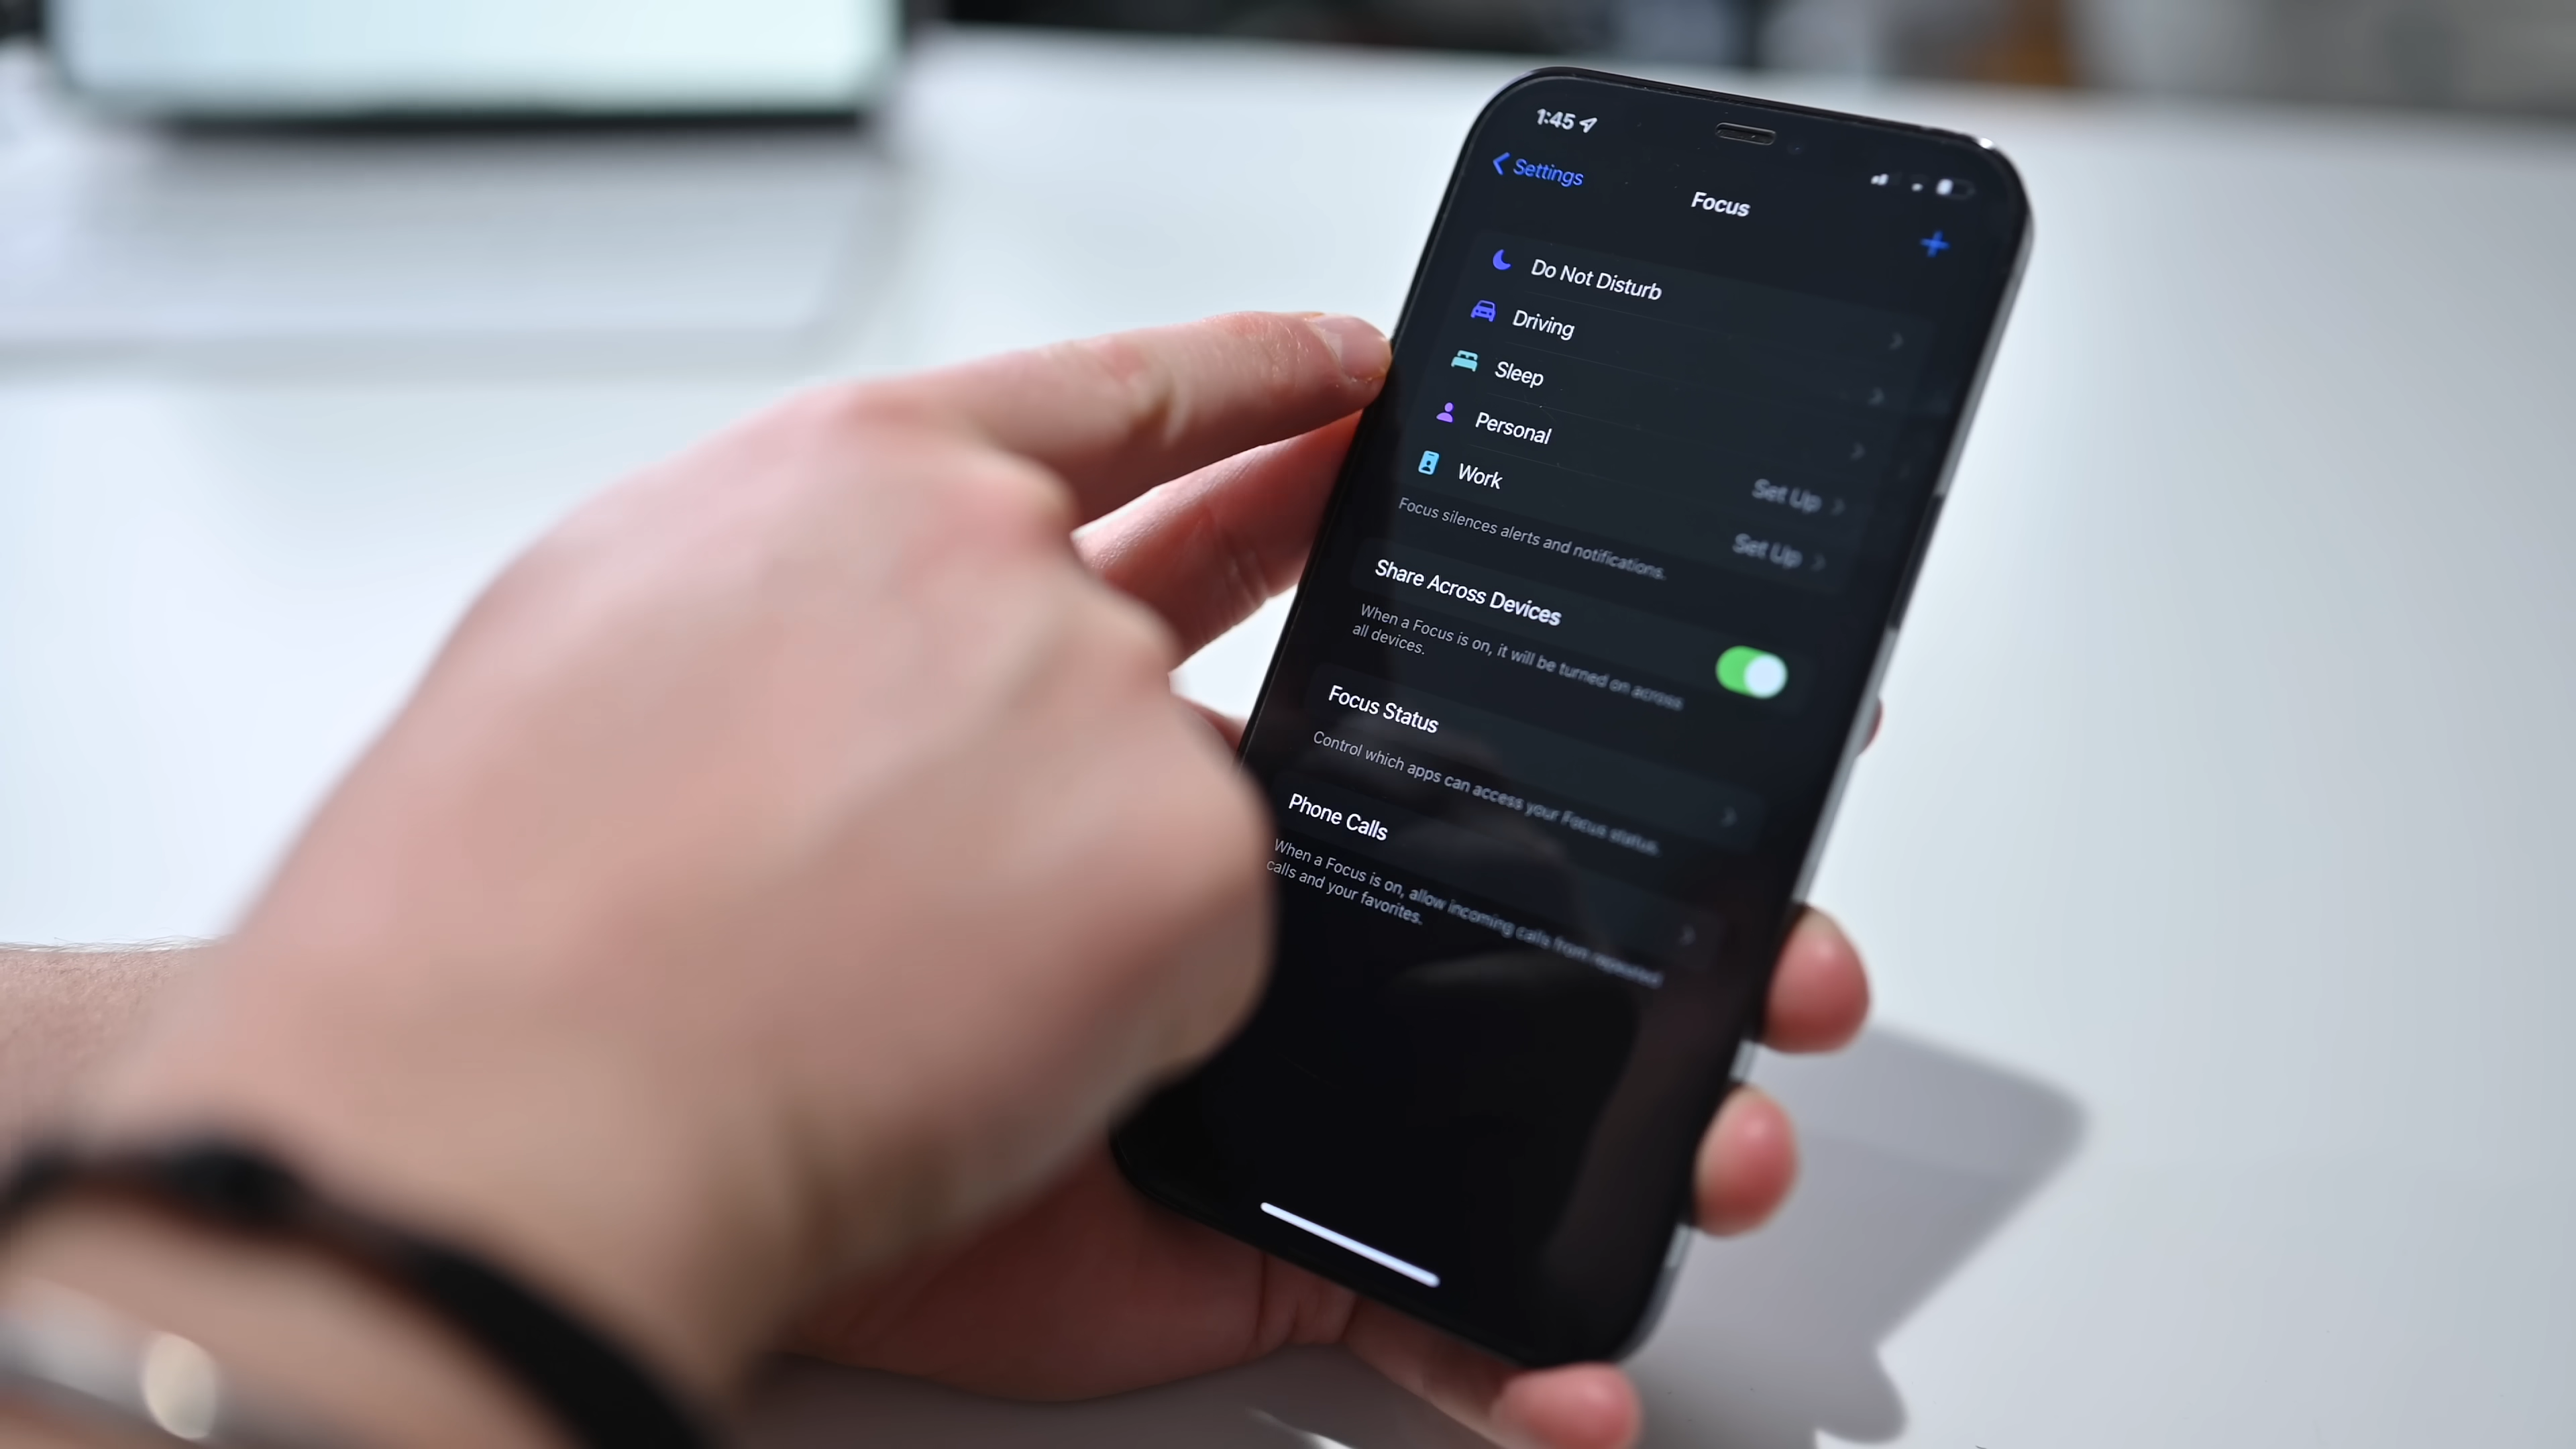 1:45
Settings
Focus
Do Not Disturb
Driving
Sleep
Personal
Set Up
Work
Set Up
Focus silences alerts and notifications.
Share Across Devices
When a Focus is on, it will be turned on across
all devices.
Focus Status
Control which apps can access your Focus status.
Phone Calls
When a Focus is on, allow incoming calls from repeated
calls and your favorites.